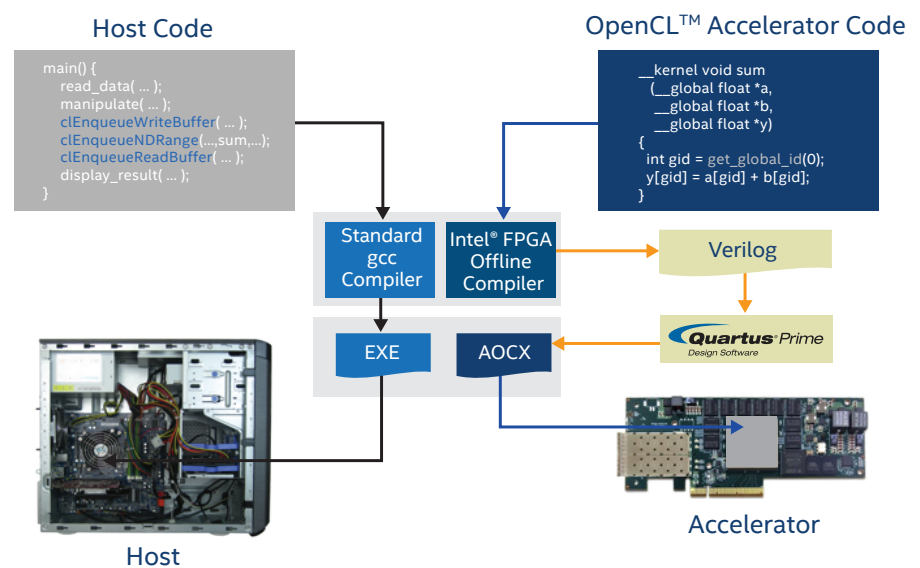 Host Code
main() {
read_data( ... );
manipulate( ... );
clEnqueueWriteBuffer( ... );
clEnqueueNDRange(...,sum,...);
clEnqueueReadBuffer( ... );
display_result( ... );
}
OpenCL™ Accelerator Code
__kernel void sum
(__global float *a,
__global float *b,
__global float *y)
{
int gid = get_global_id(0);
y[gid] = a[gid] + b[gid];
}
Standard
gcc
Compiler
Intel® FPGA
Offline
Compiler
Verilog
EXE
AOCX
Quartus® Prime
Design Software
Host
Accelerator